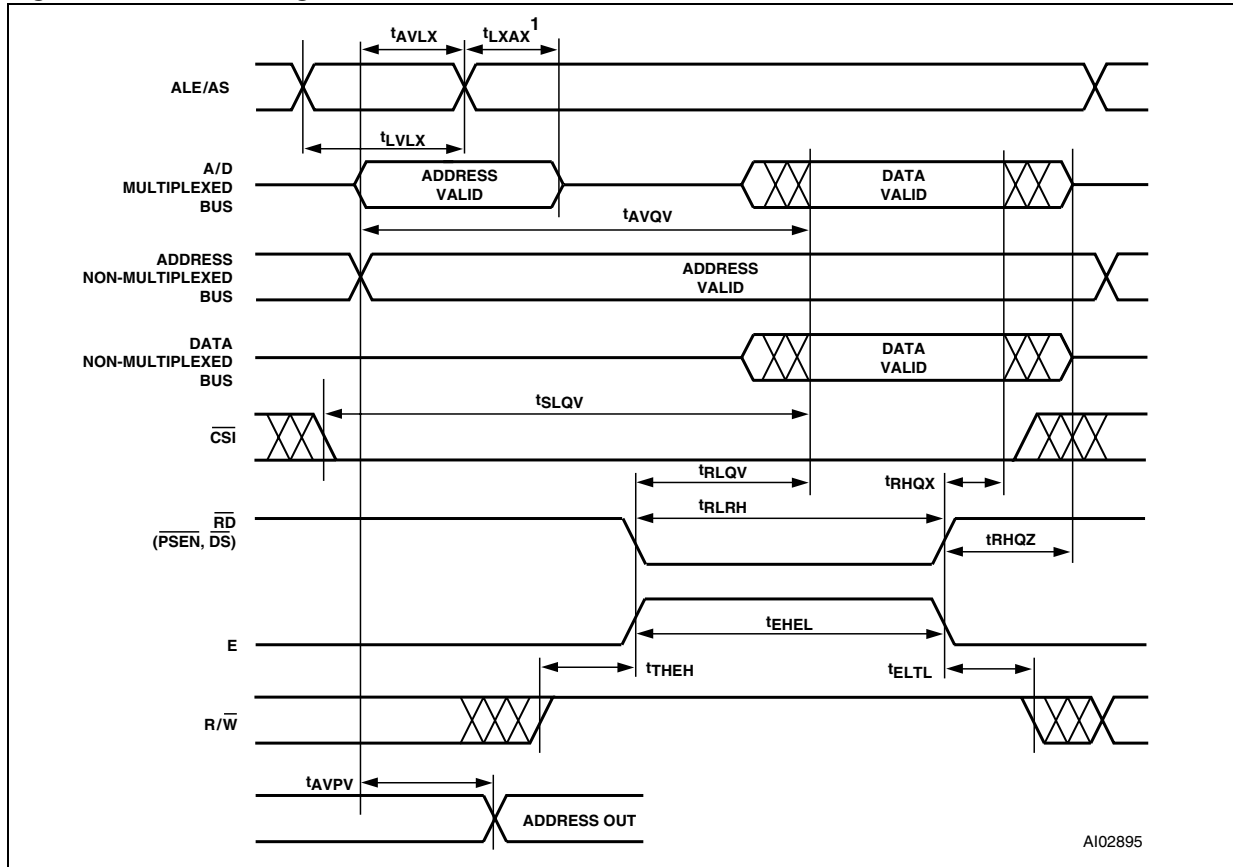 tAVLX
tLXAX1
ALE/AS
tLVLX
A/D
MULTIPLEXED
BUS
ADDRESS
VALID
DATA
VALID
tAVQV
ADDRESS
NON-MULTIPLEXED
BUS
ADDRESS
VALID
DATA
NON-MULTIPLEXED
BUS
DATA
VALID
tSLQV
CSI
tRLQV
tRHQX
tRLRH
RD
(PSEN, DS)
tRHQZ
tEHEL
E
tTHEH
tELTL
R/W
tAVPV
ADDRESS OUT
AI02895